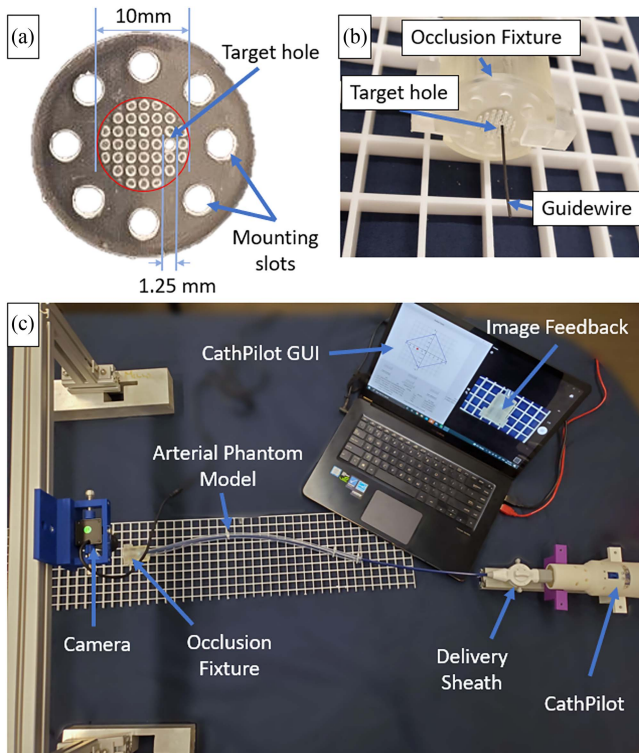 (a)
10mm
Target hole
Mounting
slots
1.25 mm
(b)
Occlusion Fixture
Target hole
Guidewire
(c)
CathPilot GUI
Image Feedback
Arterial Phantom
Model
Camera
Occlusion
Fixture
Delivery
Sheath
CathPilot